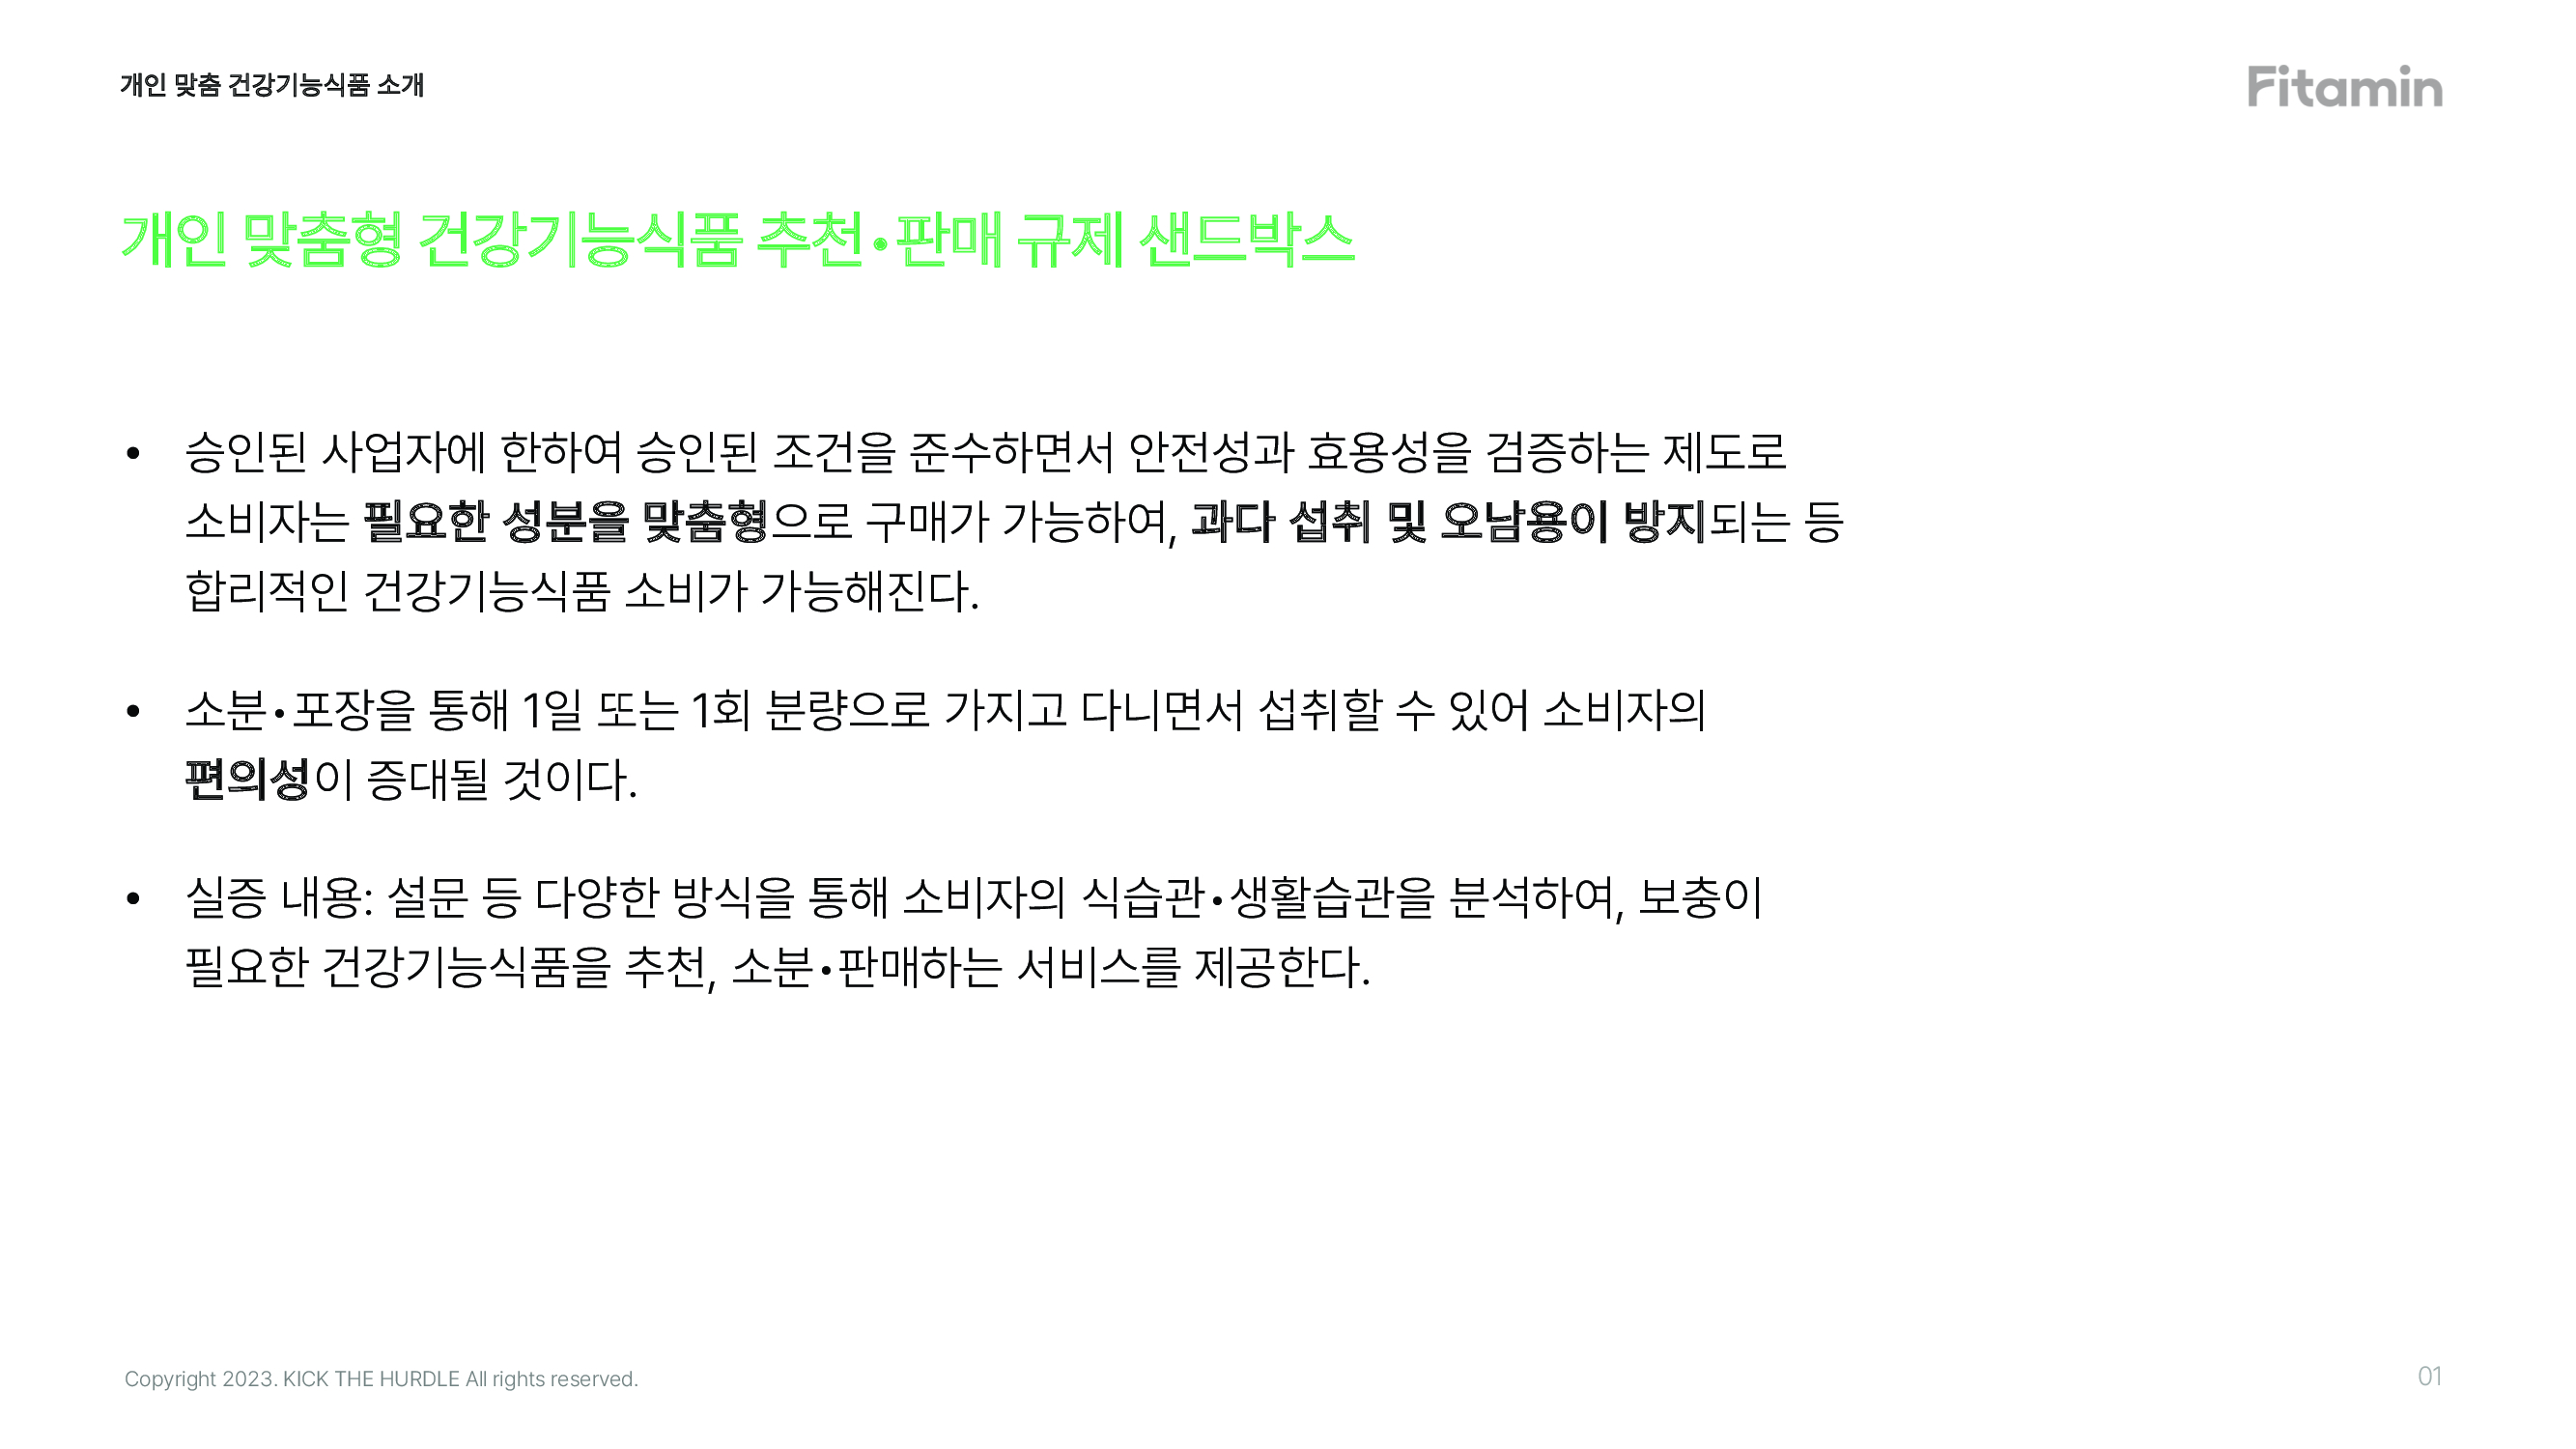 개인 맞춤 건강기능식품 소개
Fitamin
개인 맞춤형 건강기능식품 추천•판매 규제 샌드박스
• 승인된 사업자에 한하여 승인된 조건을 준수하면서 안전성과 효용성을 검증하는 제도로
소비자는 필요한 성분을 맞춤형으로 구매가 가능하여, 과다 섭취 및 오남용이 방지되는 등
합리적인 건강기능식품 소비가 가능해진다.
• 소분•포장을 통해 1일 또는 1회 분량으로 가지고 다니면서 섭취할 수 있어 소비자의
편의성이 증대될 것이다.
• 실증 내용: 설문 등 다양한 방식을 통해 소비자의 식습관•생활습관을 분석하여, 보충이
필요한 건강기능식품을 추천, 소분•판매하는 서비스를 제공한다.
Copyright 2023. KICK THE HURDLE All rights reserved.
01